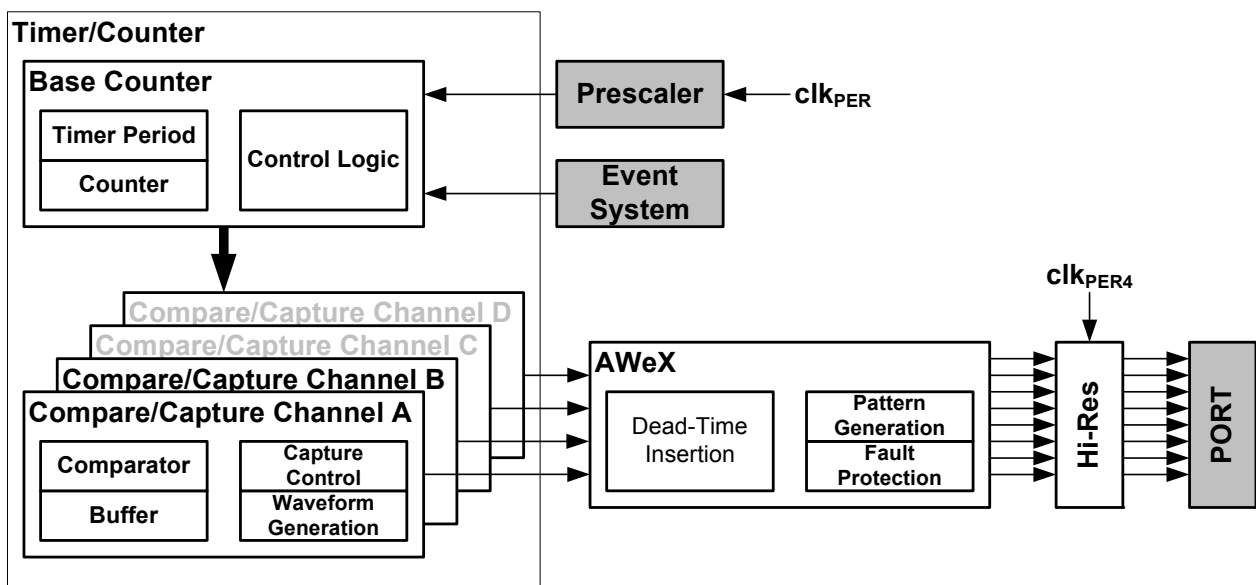 Timer/Counter
Base Counter
Timer Period
Counter
Control Logic
Prescaler
clkPER
Event
System
Compare/Capture Channel D
Compare/Capture Channel C
Compare/Capture Channel B
Compare/Capture Channel A
Comparator
Buffer
Capture
Control
Waveform
Generation
AWeX
Dead-Time
Insertion
Pattern
Generation
Fault
Protection
clkPER4
Hi-Res
PORT